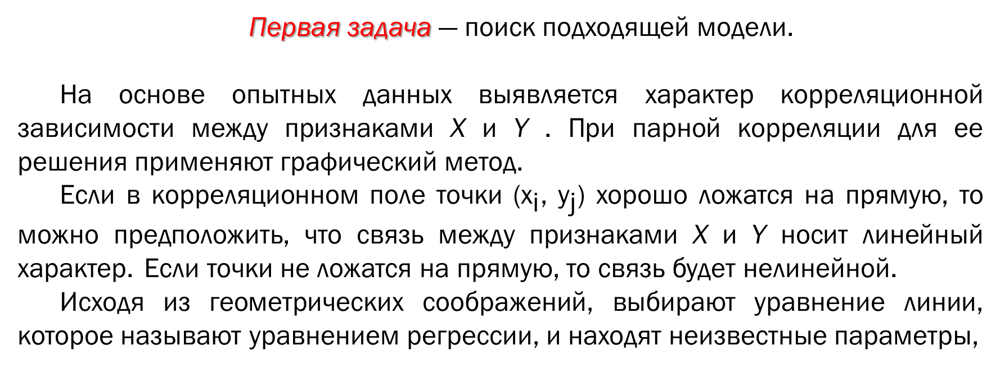 Первая задача — поиск подходящей модели.
На основе опытных данных выявляется характер корреляционной
зависимости между признаками X и Y . При парной корреляции для ее
решения применяют графический метод.
Если в корреляционном поле точки (xi, yj) хорошо ложатся на прямую, то
можно предположить, что связь между признаками X и Y носит линейный
характер. Если точки не ложатся на прямую, то связь будет нелинейной.
Исходя из геометрических соображений, выбирают уравнение линии,
которое называют уравнением регрессии, и находят неизвестные параметры,